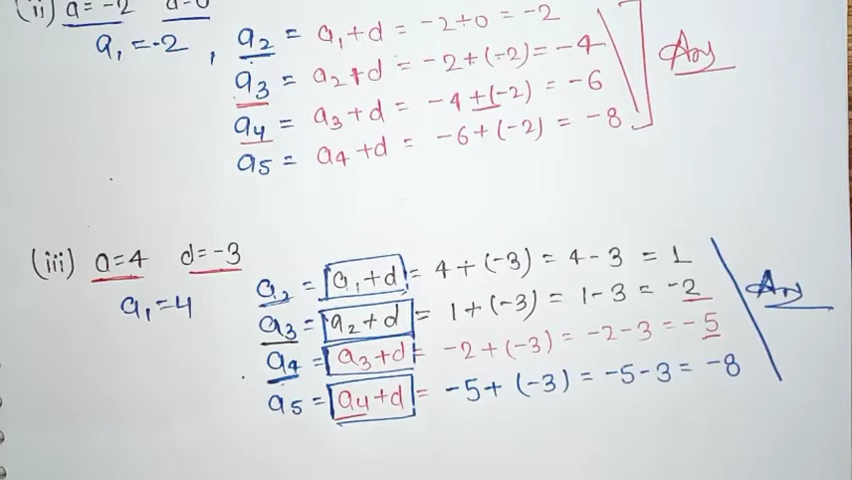 (ii) a = -2 d=0
a₁ = -2 , a₂ = a₁+d = -2+0 = -2
a₃ = a₂+d = -2+(-2) = -4
a₄ = a₃+d = -4+(-2) = -6
a₅ = a₄+d = -6+(-2) = -8
Ans
(iii) a=4 d=-3
a₁=4
a₂ = a₁+d = 4+(-3) = 4-3 = 1
a₃ = a₂+d = 1+(-3) = 1-3 = -2
a₄ = a₃+d = -2+(-3) = -2-3 = -5
a₅ = a₄+d = -5+(-3) = -5-3 = -8
Ans